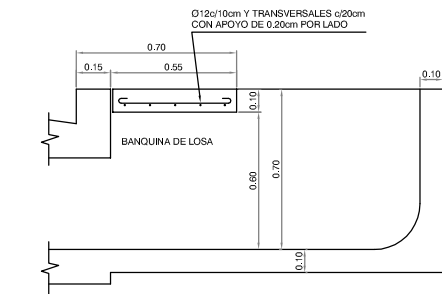 Ø12c/10cm Y TRANSVERSALES c/20cm
CON APOYO DE 0.20cm POR LADO
0.70
0.15
0.55
0.10
0.10
BANQUINA DE LOSA
0.60
0.70
0.10